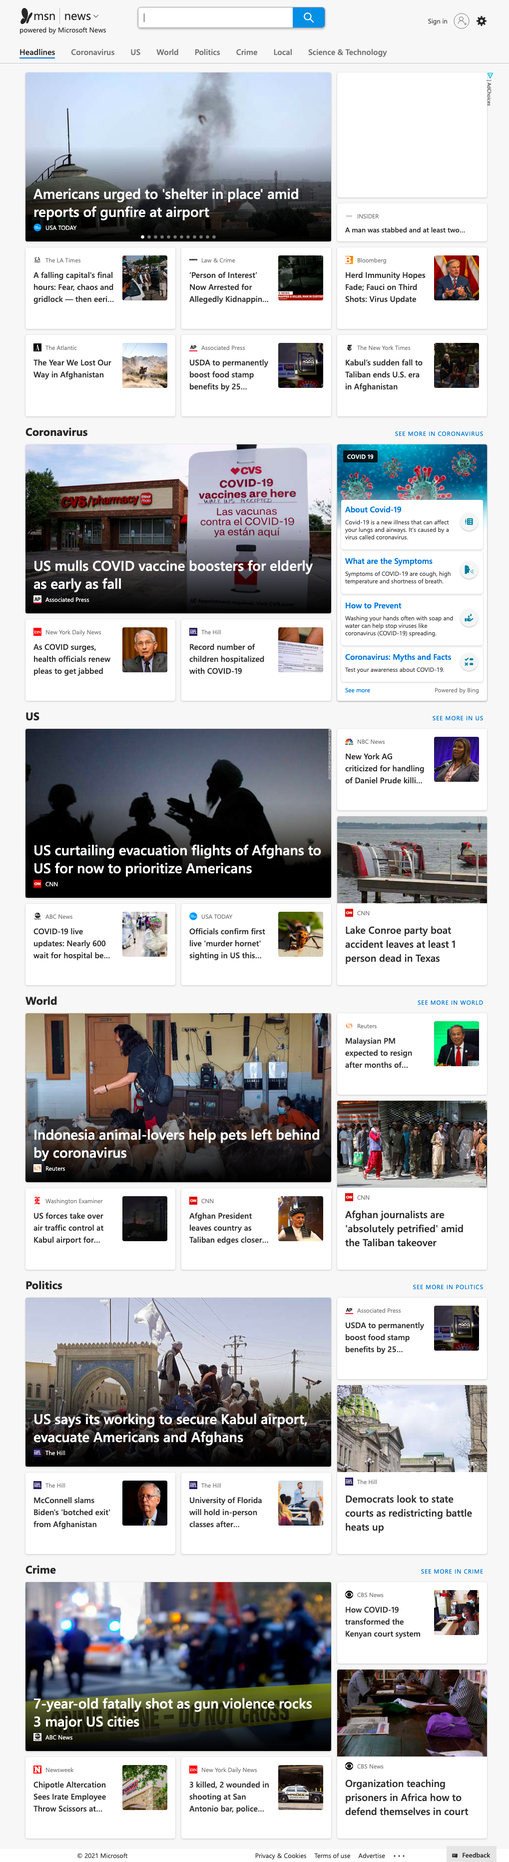 msn | news
powered by Microsoft News
Sign in
Headlines
Coronavirus
US
World
Politics
Crime
Local
Science & Technology
Americans urged to 'shelter in place' amid
reports of gunfire at airport
USA TODAY
AdChoices
INSIDER
A man was stabbed and at least two...
The LA Times
A falling capital's final
hours: Fear, chaos and
gridlock — then eeri...
Law & Crime
'Person of Interest'
Now Arrested for
Allegedly Kidnappin...
Bloomberg
Herd Immunity Hopes
Fade; Fauci on Third
Shots: Virus Update
The Atlantic
The Year We Lost Our
Way in Afghanistan
Associated Press
USDA to permanently
boost food stamp
benefits by 25...
The New York Times
Kabul's sudden fall to
Taliban ends U.S. era
in Afghanistan
Coronavirus
SEE MORE IN CORONAVIRUS
CVS/pharmacy
CVS
COVID-19
vaccines are here
Las vacunas
contra el COVID-19
ya están aquí
US mulls COVID vaccine boosters for elderly
as early as fall
Associated Press
COVID 19
About Covid-19
Covid-19 is a new illness that can affect
your lungs and airways. It's caused by a
virus called coronavirus.
What are the Symptoms
Symptoms of COVID-19 are cough, high
temperature and shortness of breath.
How to Prevent
Washing your hands often with soap and
water can help stop viruses like
coronavirus (COVID-19) spreading.
Coronavirus: Myths and Facts
Test your awareness about COVID-19.
See more
Powered by Bing
New York Daily News
As COVID surges,
health officials renew
pleas to get jabbed
The Hill
Record number of
children hospitalized
with COVID-19
US
SEE MORE IN US
US curtailing evacuation flights of Afghans to
US for now to prioritize Americans
CNN
NBC News
New York AG
criticized for handling
of Daniel Prude killi...
CNN
Lake Conroe party boat
accident leaves at least 1
person dead in Texas
ABC News
COVID-19 live
updates: Nearly 600
wait for hospital be...
USA TODAY
Officials confirm first
live 'murder hornet'
sighting in US this...
World
SEE MORE IN WORLD
Indonesia animal-lovers help pets left behind
by coronavirus
Reuters
Reuters
Malaysian PM
expected to resign
after months of...
CNN
Afghan journalists are
'absolutely petrified' amid
the Taliban takeover
Washington Examiner
US forces take over
air traffic control at
Kabul airport for...
CNN
Afghan President
leaves country as
Taliban edges closer...
Politics
SEE MORE IN POLITICS
US says its working to secure Kabul airport,
evacuate Americans and Afghans
The Hill
Associated Press
USDA to permanently
boost food stamp
benefits by 25...
The Hill
Democrats look to state
courts as redistricting battle
heats up
The Hill
McConnell slams
Biden's 'botched exit'
from Afghanistan
The Hill
University of Florida
will hold in-person
classes after...
Crime
SEE MORE IN CRIME
7-year-old fatally shot as gun violence rocks
3 major US cities
ABC News
DO NOT CROSS
CBS News
How COVID-19
transformed the
Kenyan court system
CBS News
Organization teaching
prisoners in Africa how to
defend themselves in court
Newsweek
Chipotle Altercation
Sees Irate Employee
Throw Scissors at...
New York Daily News
3 killed, 2 wounded in
shooting at San
Antonio bar, police...
© 2021 Microsoft
Privacy & Cookies
Terms of use
Advertise
Feedback